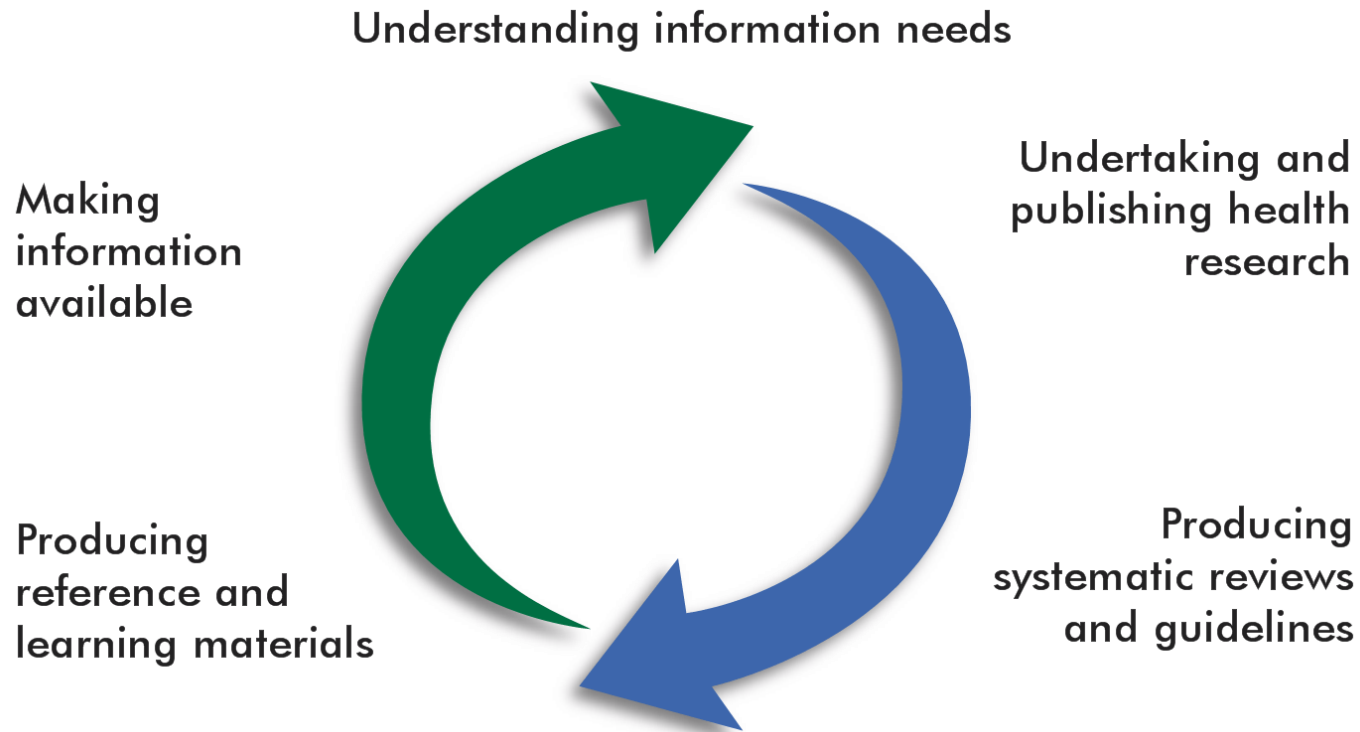 Understanding information needs
Undertaking and
publishing health
research
Producing
systematic reviews
and guidelines
Producing
reference and
learning materials
Making
information
available